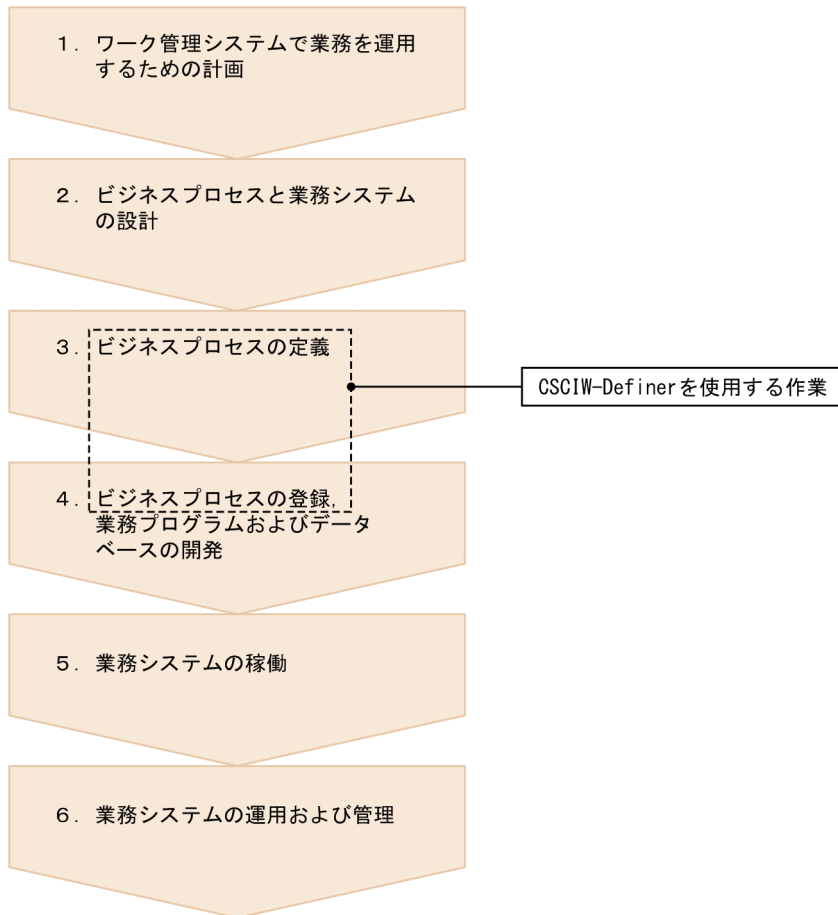 １．ワーク管理システムで業務を運用
するための計画
２．ビジネスプロセスと業務システム
の設計
３．ビジネスプロセスの定義
CSCIW-Definerを使用する作業
４．ビジネスプロセスの登録，
業務プログラムおよびデータ
ベースの開発
５．業務システムの稼働
６．業務システムの運用および管理